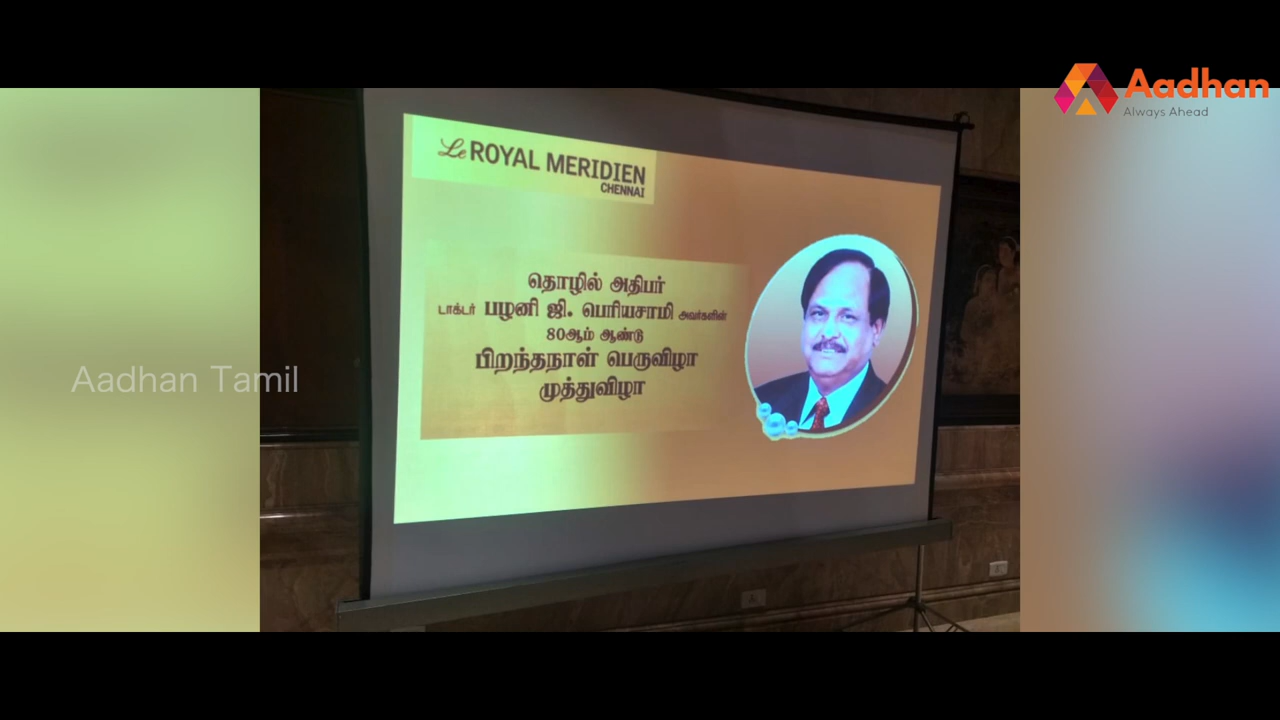 Aadhan
Always Ahead
Le ROYAL MERIDIEN
CHENNAI
தொழில் அதிபர்
டாக்டர் பழனி ஜி. பெரியசாமி அவர்களின்
80ஆம் ஆண்டு
பிறந்தநாள் பெருவிழா
முத்துவிழா
Aadhan Tamil